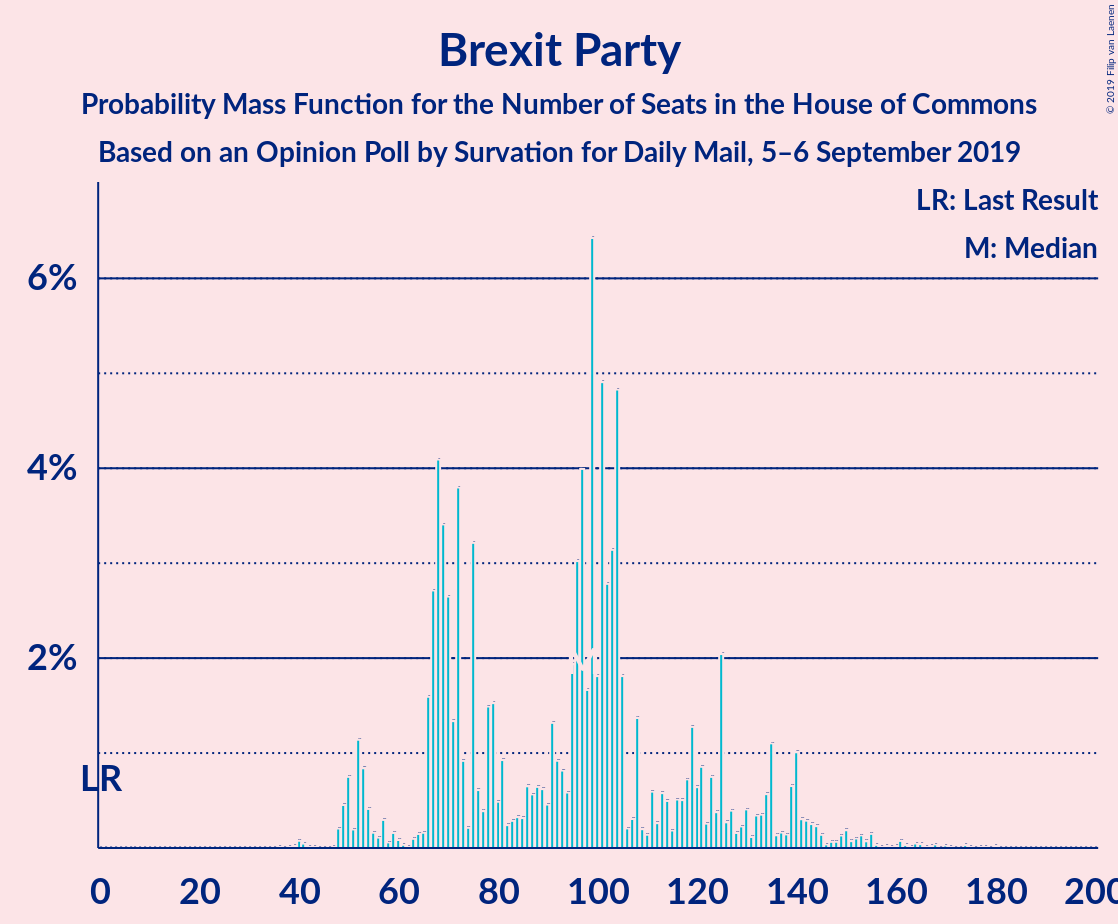 Brexit Party
Probability Mass Function for the Number of Seats in the House of Commons
Based on an Opinion Poll by Survation for Daily Mail, 5–6 September 2019
© 2019 Filip van Laenen
LR: Last Result
M: Median
6%
4%
2%
M
LR
0 20 40 60 80 100 120 140 160 180 200